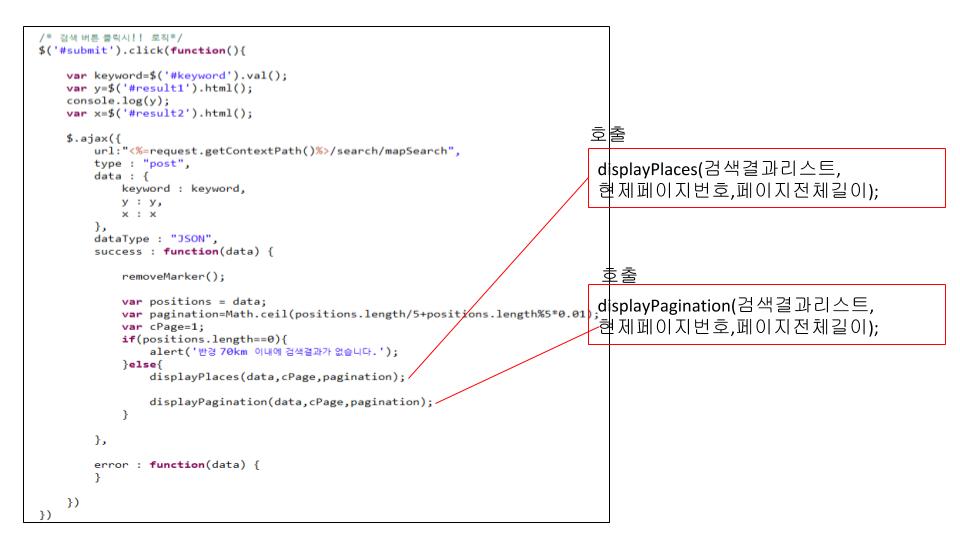 /* 검색 버튼 클릭시!! 로직*/
$('#submit').click(function(){
var keyword=$('#keyword').val();
var y=$('#result1').html();
console.log(y);
var x=$('#result2').html();
$.ajax({
url:"<%=request.getContextPath()%>/search/mapSearch",
type : "post",
data : {
keyword : keyword,
y : y,
x : x
},
dataType : "JSON",
success : function(data) {
removeMarker();
var positions = data;
var pagination=Math.ceil(positions.length/5+positions.length%5*0.01);
var cPage=1;
if(positions.length==0){
alert('반경 70km 이내에 검색결과가 없습니다.');
}else{
displayPlaces(data,cPage,pagination);
displayPagination(data,cPage,pagination);
}
},
error : function(data) {
}
})
})
호출
displayPlaces(검색결과리스트,
현제페이지번호,페이지전체길이);
호출
displayPagination(검색결과리스트,
현제페이지번호,페이지전체길이);